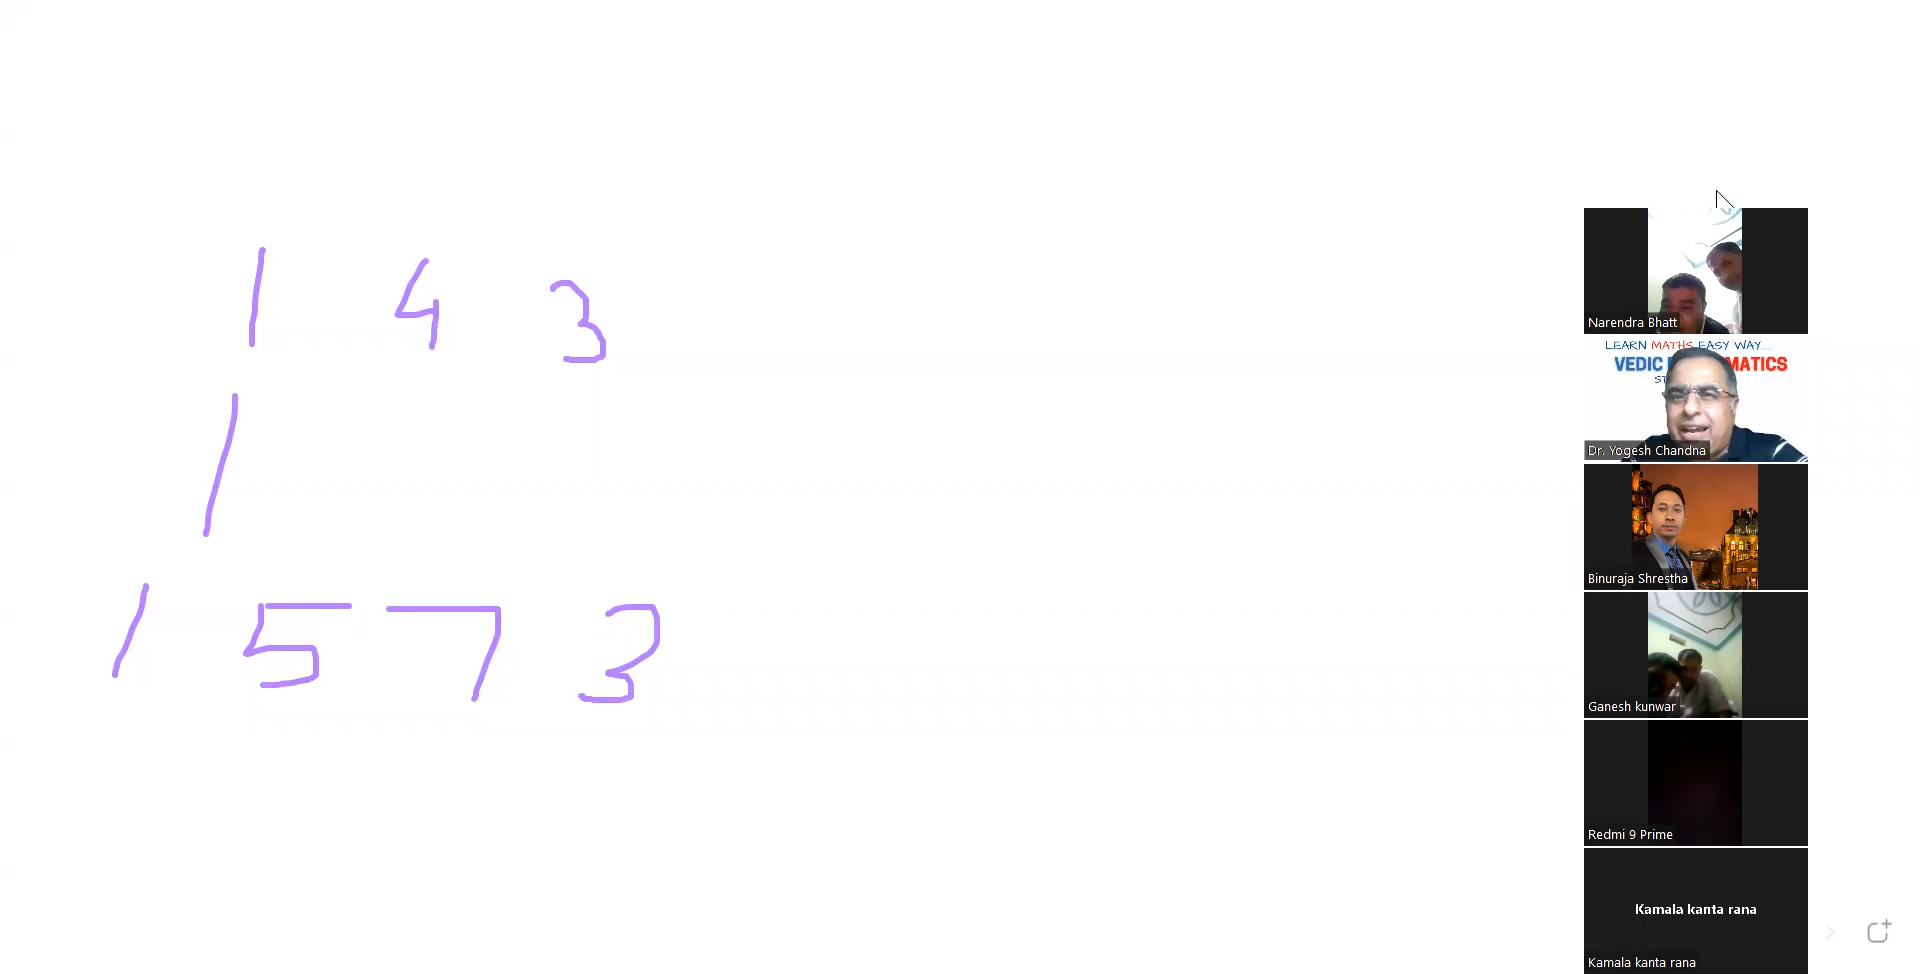 1 4 3
1
1 5 7 3
Narendra Bhatt
LEARN MATHS EASY WAY....
VEDIC MATICS
Dr. Yogesh Chandna
Binuraja Shrestha
Ganesh kunwar
Redmi 9 Prime
Kamala kanta rana
Kamala kanta rana